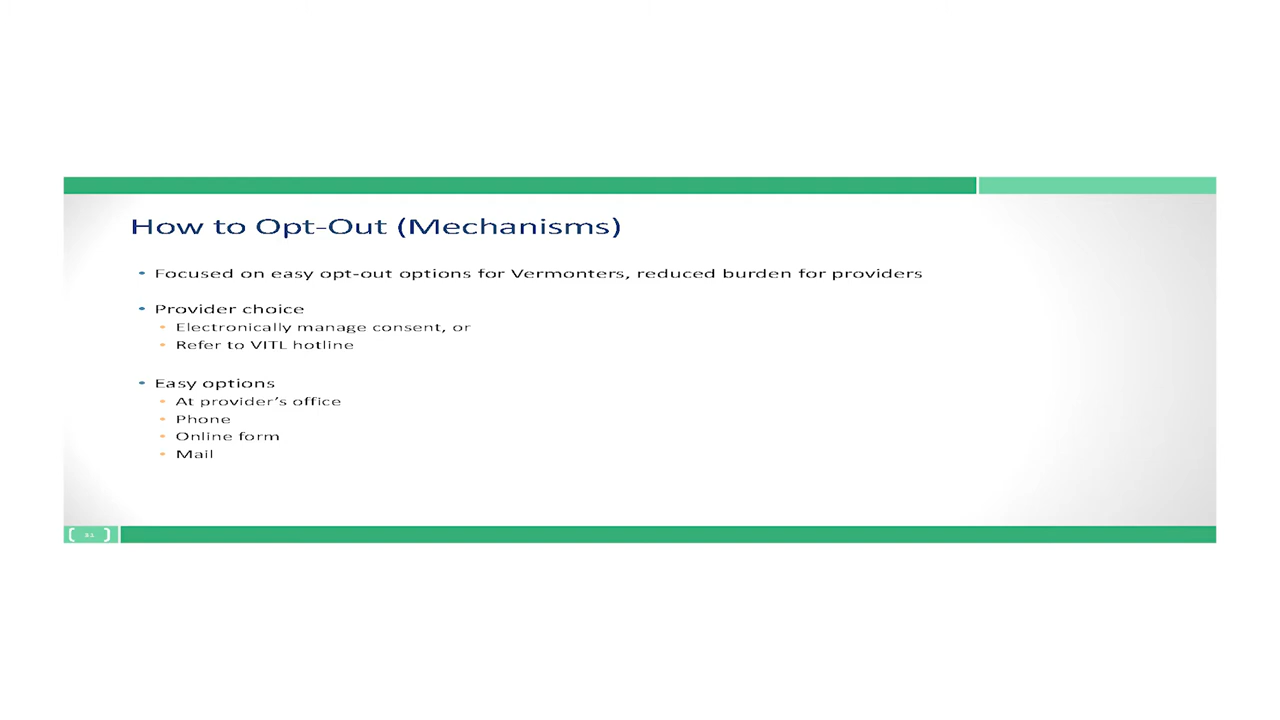 How to Opt-Out (Mechanisms)
• Focused on easy opt-out options for Vermonters, reduced burden for providers
• Provider choice
• Electronically manage consent, or
• Refer to VITL hotline
• Easy options
• At provider’s office
• Phone
• Online form
• Mail
31